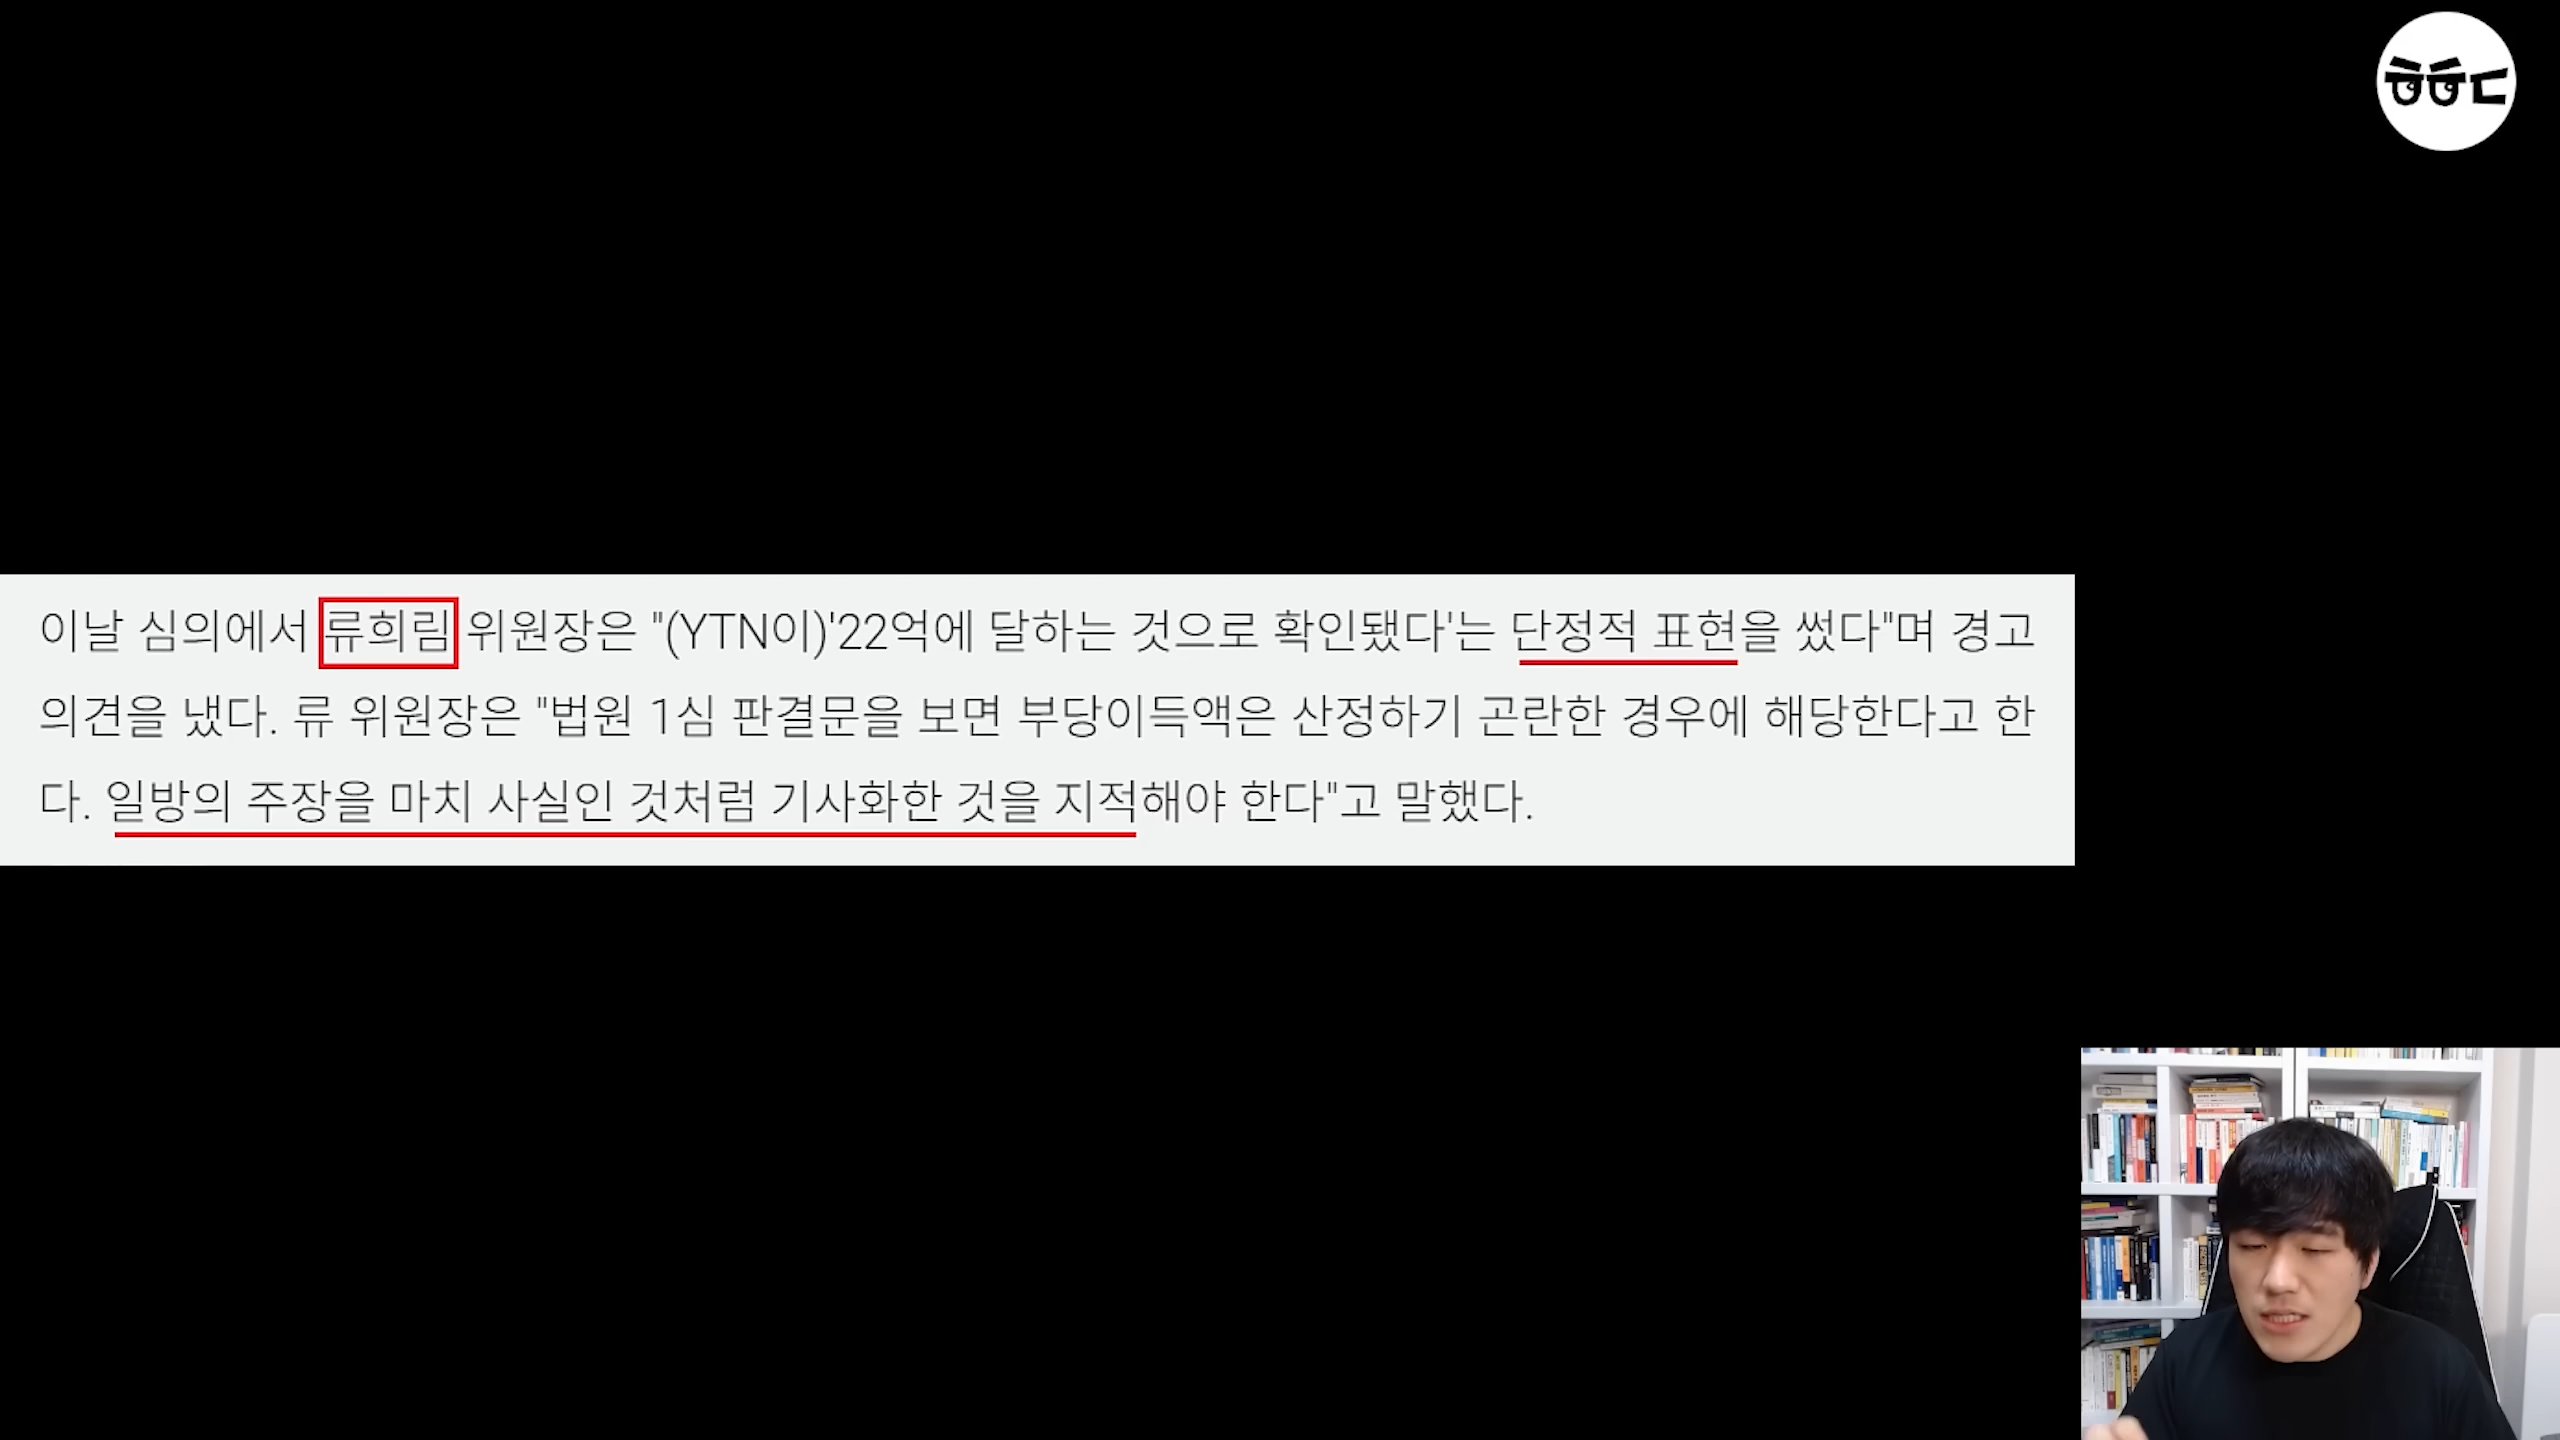 ㅎㅎㄷ
이날 심의에서 류희림 위원장은 "(YTN이)'22억에 달하는 것으로 확인됐다'는 단정적 표현을 썼다"며 경고
의견을 냈다. 류 위원장은 "법원 1심 판결문을 보면 부당이득액은 산정하기 곤란한 경우에 해당한다고 한
다. 일방의 주장을 마치 사실인 것처럼 기사화한 것을 지적해야 한다"고 말했다.